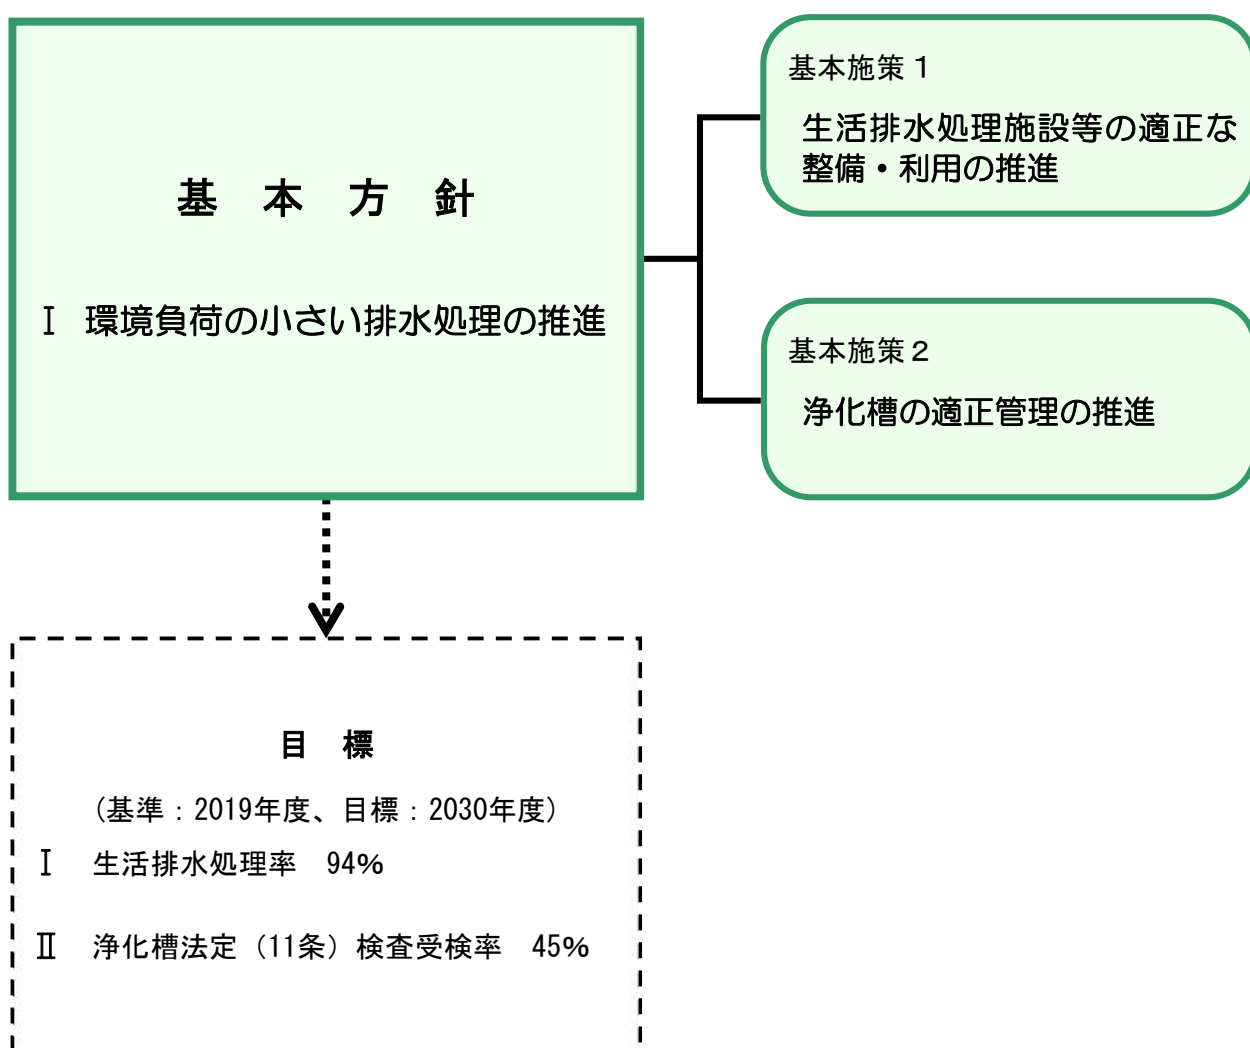 基　本　方　針
Ⅰ　環境負荷の小さい排水処理の推進
基本施策１
生活排水処理施設等の適正な
整備・利用の推進
基本施策２
浄化槽の適正管理の推進
目　標
（基準：2019年度、目標：2030年度）
Ⅰ　生活排水処理率　94%
Ⅱ　浄化槽法定（11条）検査受検率　45%